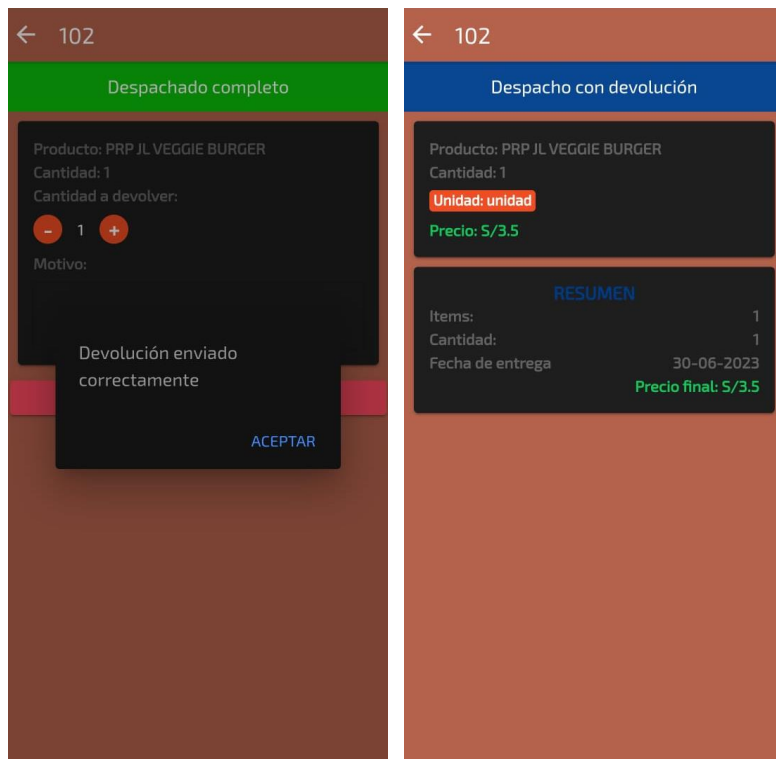 ← 102
Despachado completo
Producto: PRP JL VEGGIE BURGER
Cantidad: 1
Cantidad a devolver:
- 1 +
Motivo:
Devolución enviado
correctamente
ACEPTAR
← 102
Despacho con devolución
Producto: PRP JL VEGGIE BURGER
Cantidad: 1
Unidad: unidad
Precio: S/3.5
RESUMEN
Items: 1
Cantidad: 1
Fecha de entrega 30-06-2023
Precio final: S/3.5